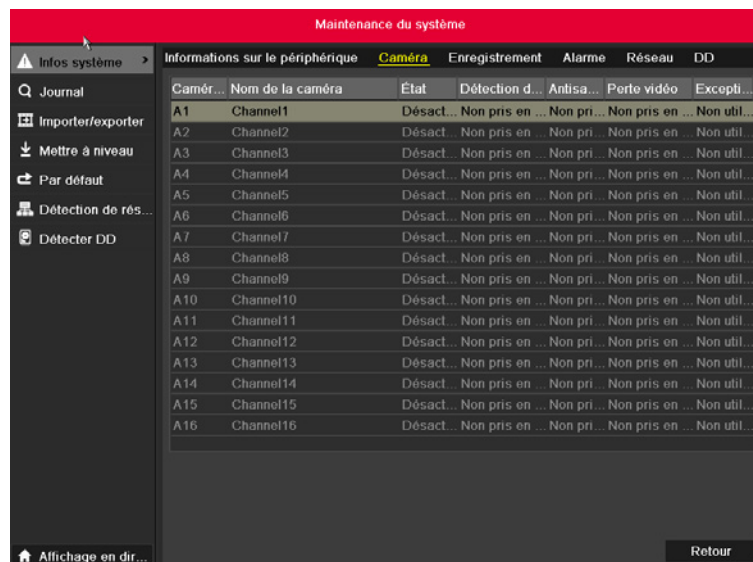 Maintenance du système
Infos système >
Journal
Importer/exporter
Mettre à niveau
Par défaut
Détection de rés...
Détecter DD
Affichage en dir...
Informations sur le périphérique Caméra Enregistrement Alarme Réseau DD
Camér... Nom de la caméra État Détection d... Antisa... Perte vidéo Excepti...
A1 Channel1 Désact... Non pris en ... Non pri... Non pris en ... Non util...
A2 Channel2 Désact... Non pris en ... Non pri... Non pris en ... Non util...
A3 Channel3 Désact... Non pris en ... Non pri... Non pris en ... Non util...
A4 Channel4 Désact... Non pris en ... Non pri... Non pris en ... Non util...
A5 Channel5 Désact... Non pris en ... Non pri... Non pris en ... Non util...
A6 Channel6 Désact... Non pris en ... Non pri... Non pris en ... Non util...
A7 Channel7 Désact... Non pris en ... Non pri... Non pris en ... Non util...
A8 Channel8 Désact... Non pris en ... Non pri... Non pris en ... Non util...
A9 Channel9 Désact... Non pris en ... Non pri... Non pris en ... Non util...
A10 Channel10 Désact... Non pris en ... Non pri... Non pris en ... Non util...
A11 Channel11 Désact... Non pris en ... Non pri... Non pris en ... Non util...
A12 Channel12 Désact... Non pris en ... Non pri... Non pris en ... Non util...
A13 Channel13 Désact... Non pris en ... Non pri... Non pris en ... Non util...
A14 Channel14 Désact... Non pris en ... Non pri... Non pris en ... Non util...
A15 Channel15 Désact... Non pris en ... Non pri... Non pris en ... Non util...
A16 Channel16 Désact... Non pris en ... Non pri... Non pris en ... Non util...
Retour